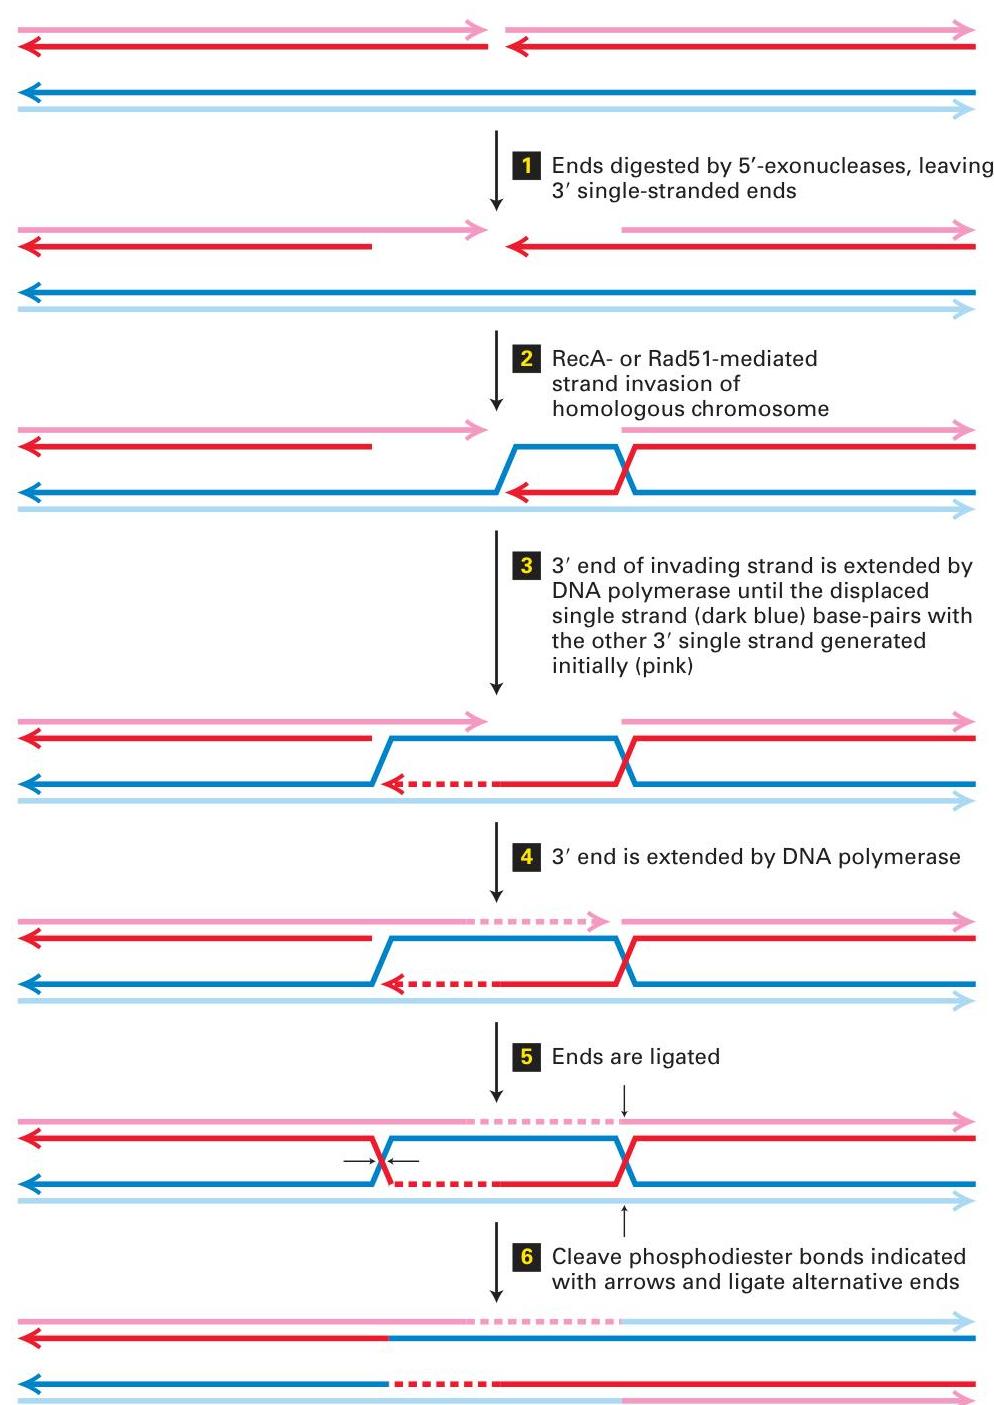 1 Ends digested by 5′-exonucleases, leaving
3′ single-stranded ends
2 RecA- or Rad51-mediated
strand invasion of
homologous chromosome
3 3′ end of invading strand is extended by
DNA polymerase until the displaced
single strand (dark blue) base-pairs with
the other 3′ single strand generated
initially (pink)
4 3′ end is extended by DNA polymerase
5 Ends are ligated
6 Cleave phosphodiester bonds indicated
with arrows and ligate alternative ends